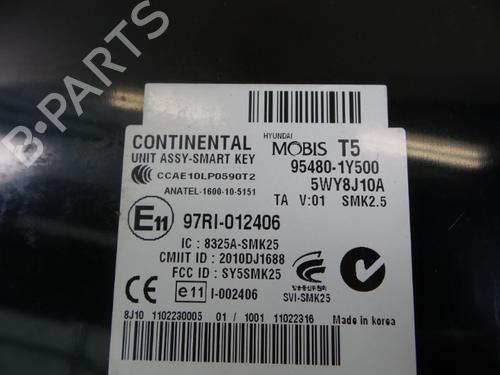 B-PARTS
CONTINENTAL
HYUNDAI
MOBIS T5
UNIT ASSY-SMART KEY
95480-1Y500
CCAE10LP0590T2
5WY8J10A
ANATEL-1600-10-5151
TA V:01 SMK2.5
E11 97RI-012406
IC : 8325A-SMK25
CMIIT ID : 2010DJ1688
FCC ID : SY5SMK25
CE e11 I-002406
SVI-SMK25
8J10 1102230005 01 / 1001 11022316 Made in korea